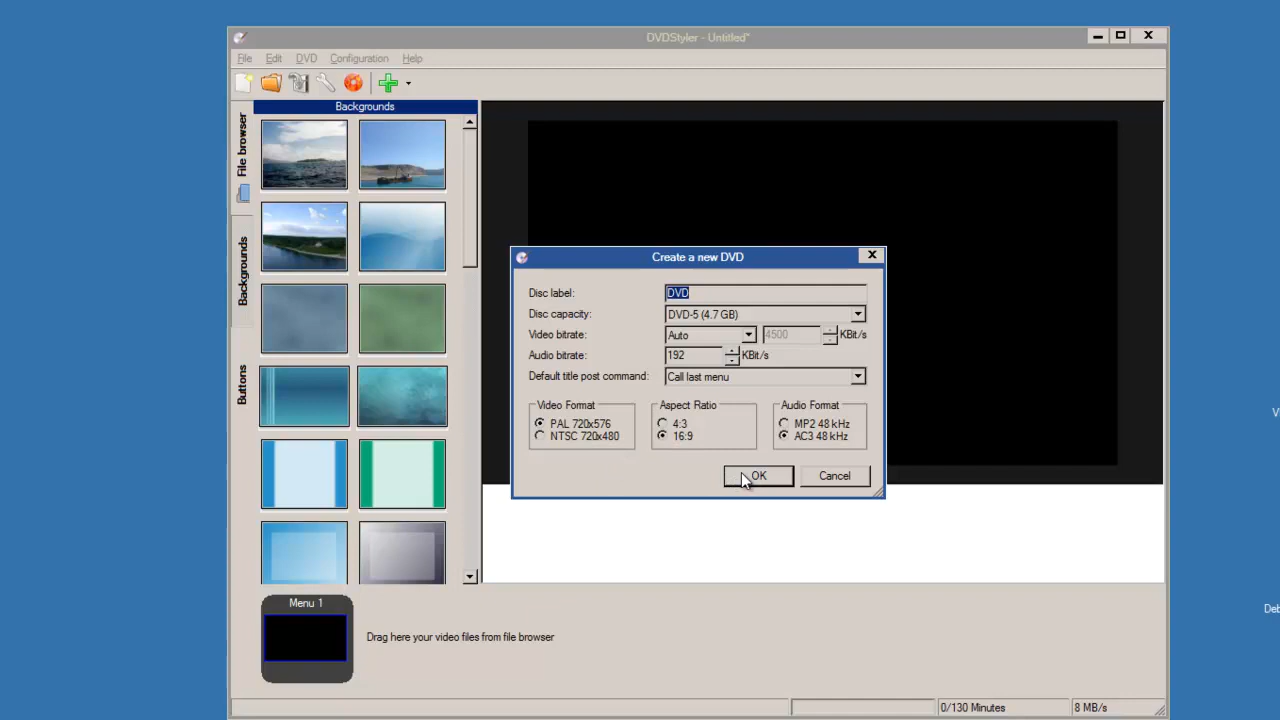 DVDStyler - Untitled*
File Edit DVD Configuration Help
File browser
Backgrounds
Buttons
Backgrounds
Create a new DVD
Disc label: DVD
Disc capacity: DVD-5 (4.7 GB)
Video bitrate: Auto 4500 KBit/s
Audio bitrate: 192 KBit/s
Default title post command: Call last menu
Video Format Aspect Ratio Audio Format
PAL 720x576 4:3 MP2 48 kHz
NTSC 720x480 16:9 AC3 48 kHz
OK Cancel
Menu 1
Drag here your video files from file browser
0/130 Minutes 8 MB/s
V
Deb